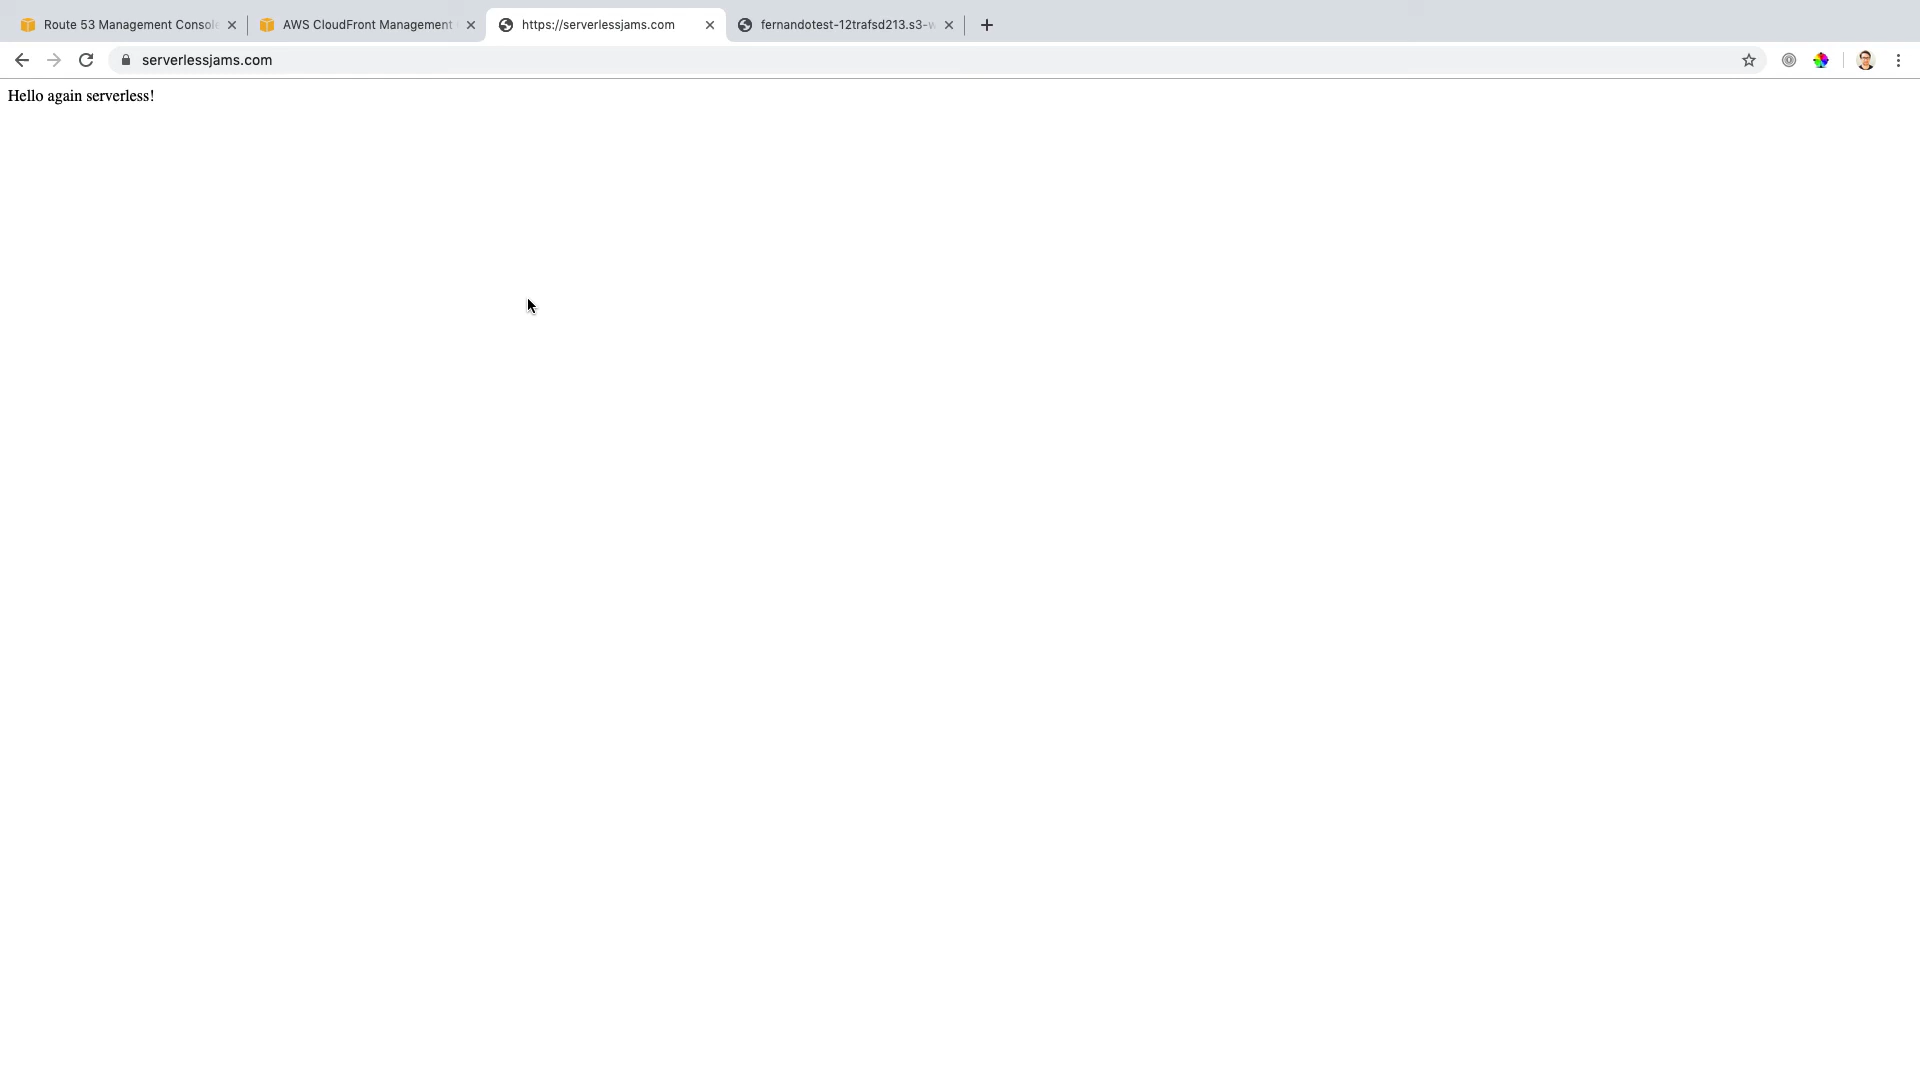 Route 53 Management Consol
AWS CloudFront Management
https://serverlessjams.com
fernandotest-12trafsd213.s3-w
serverlessjams.com
Hello again serverless!